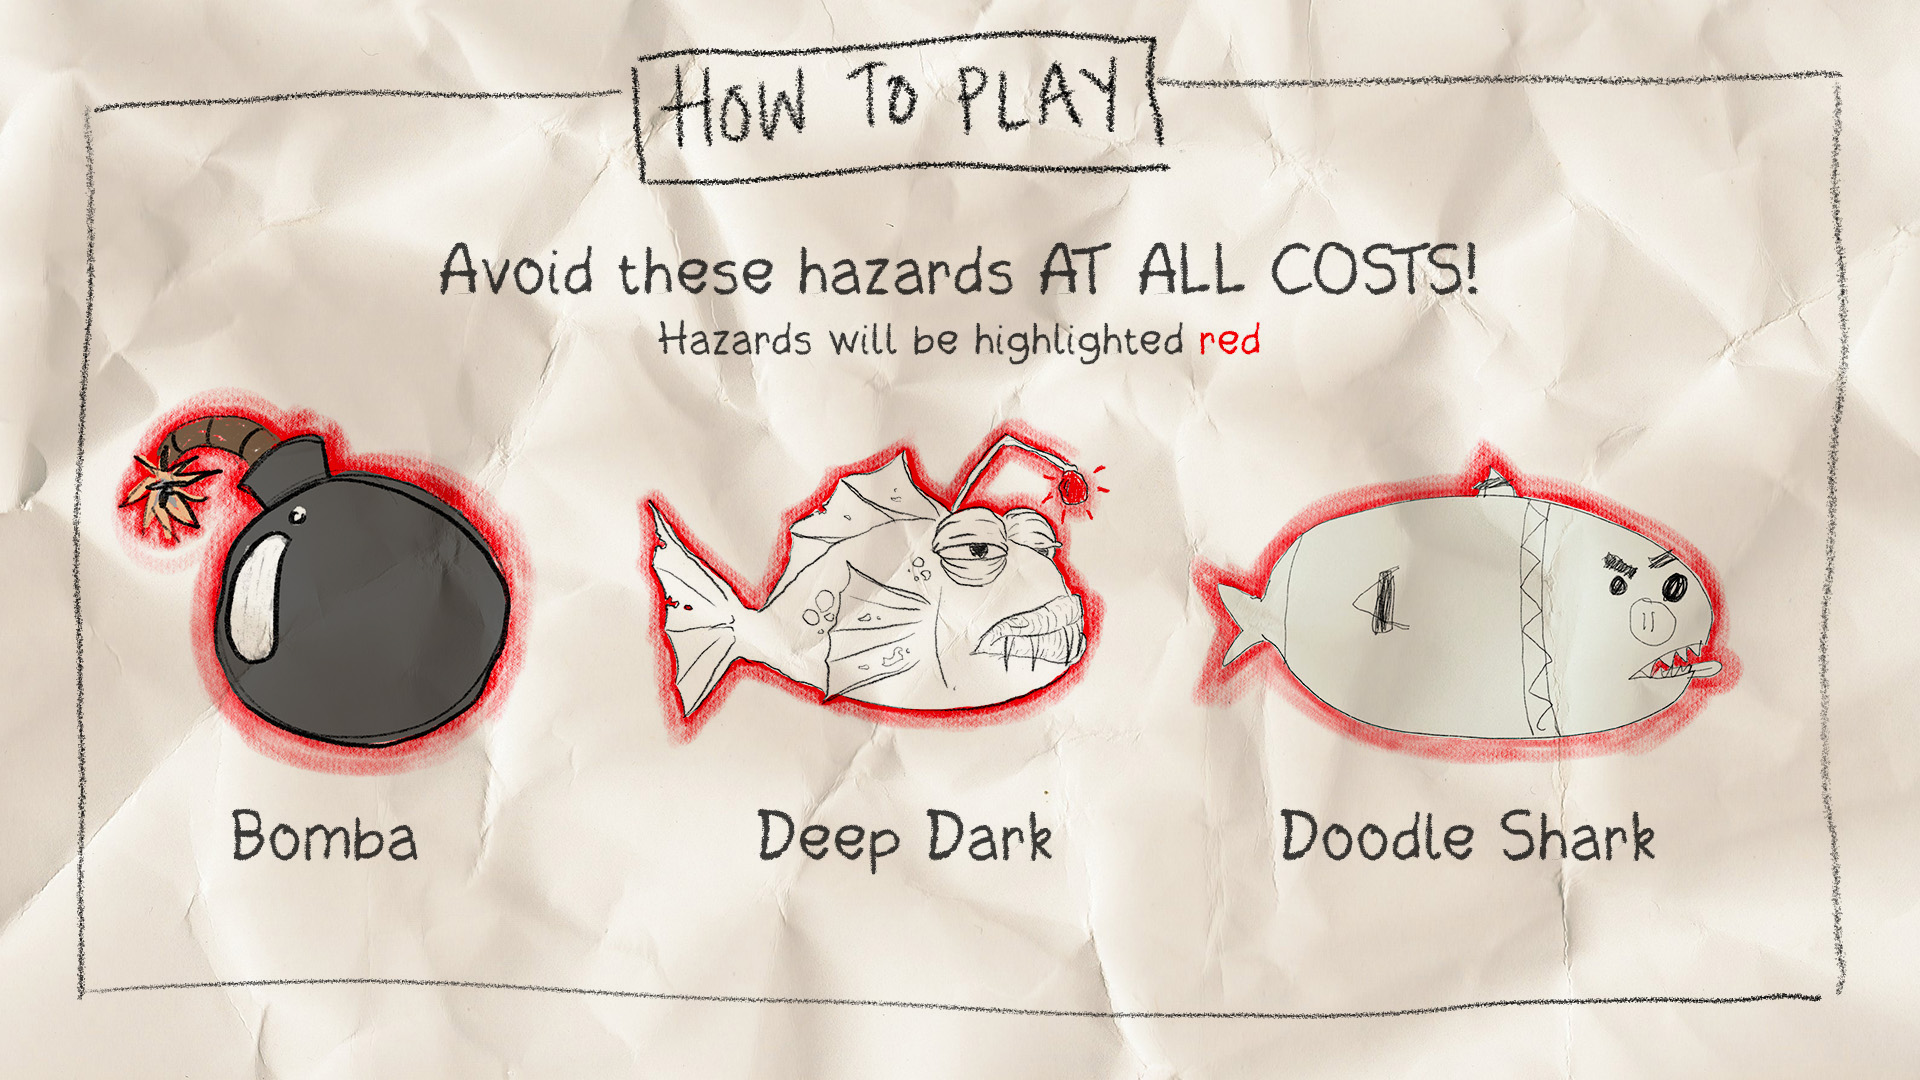 HOW TO PLAY
Avoid these hazards AT ALL COSTS!
Hazards will be highlighted red
Bomba
Deep Dark
Doodle Shark